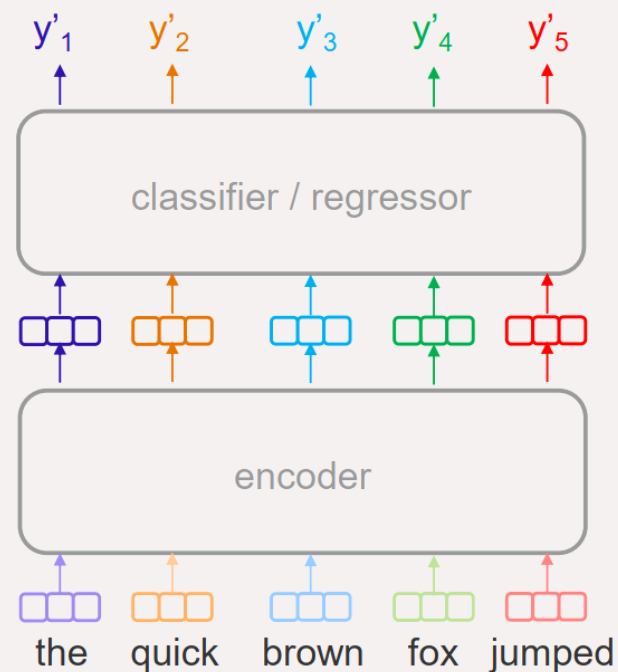 y’₁ y’₂ y’₃ y’₄ y’₅
classifier / regressor
encoder
the quick brown fox jumped